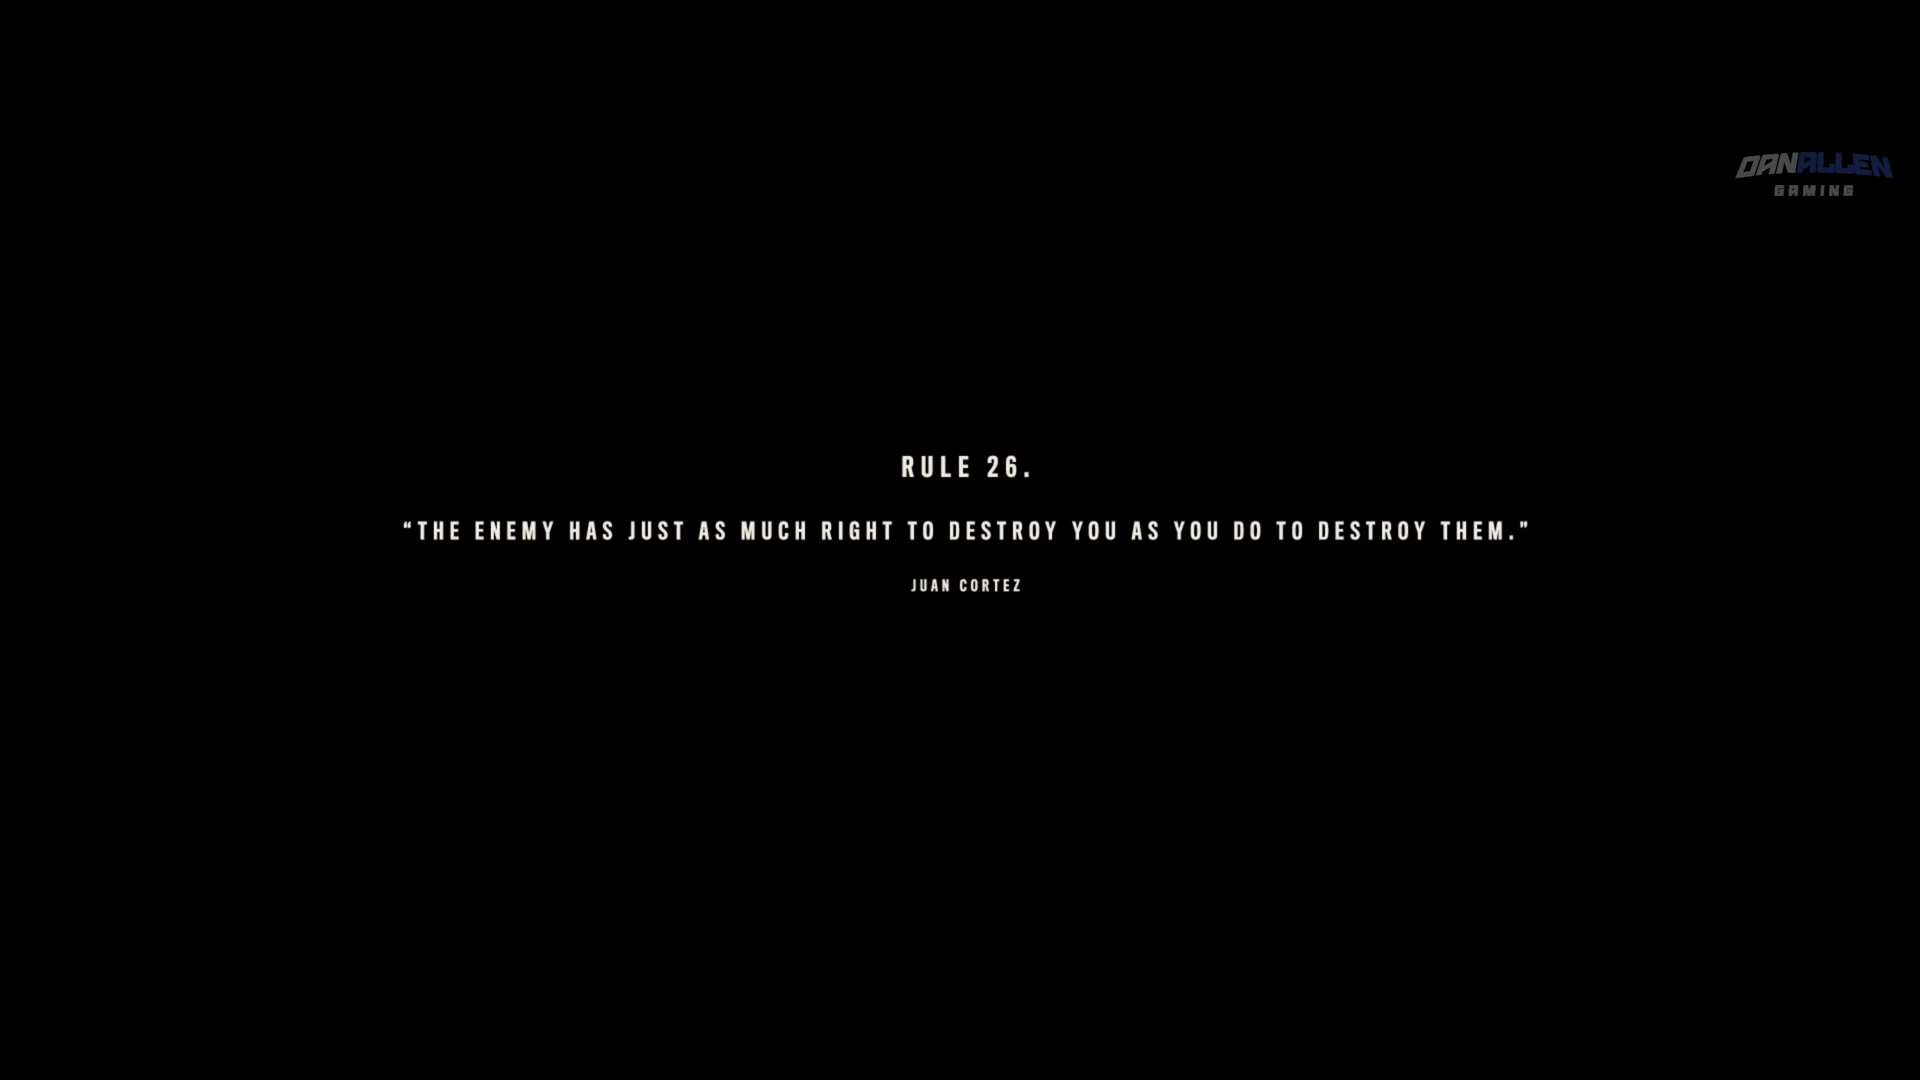 DANALLEN
GAMING
RULE 26.
“THE ENEMY HAS JUST AS MUCH RIGHT TO DESTROY YOU AS YOU DO TO DESTROY THEM.”
JUAN CORTEZ